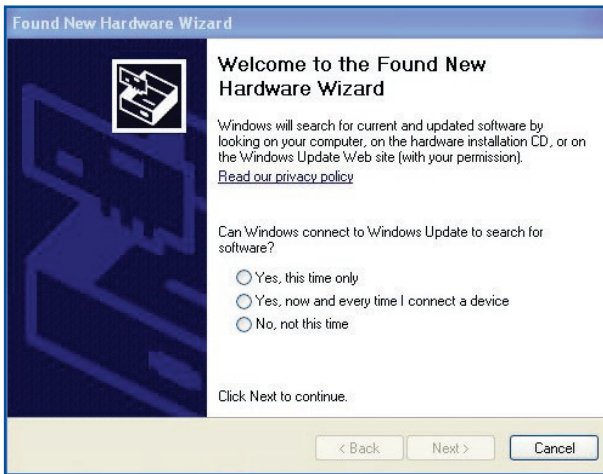 Found New Hardware Wizard
Welcome to the Found New
Hardware Wizard
Windows will search for current and updated software by
looking on your computer, on the hardware installation CD, or on
the Windows Update Web site (with your permission).
Read our privacy policy
Can Windows connect to Windows Update to search for
software?
Yes, this time only
Yes, now and every time I connect a device
No, not this time
Click Next to continue.
< Back
Next >
Cancel